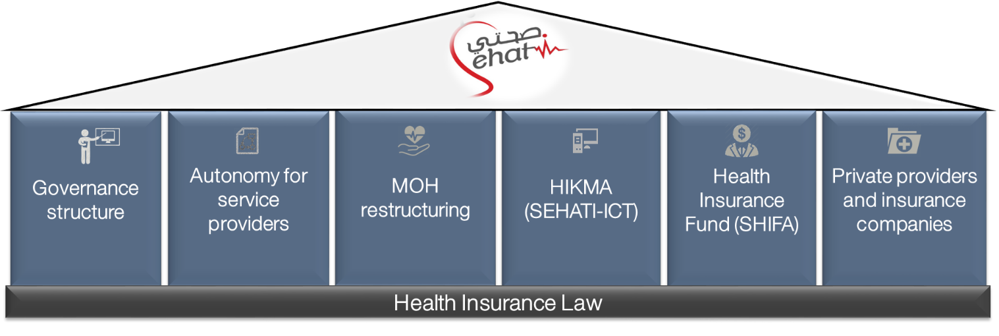 صحتي
Sehati
Governance
structure
Autonomy for
service
providers
MOH
restructuring
HIKMA
(SEHATI-ICT)
Health
Insurance
Fund (SHIFA)
Private providers
and insurance
companies
Health Insurance Law